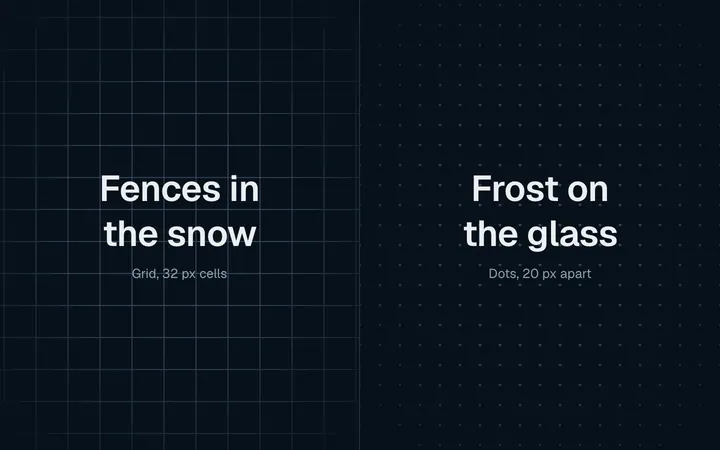 Fences in
the snow
Grid, 32 px cells
Frost on
the glass
Dots, 20 px apart